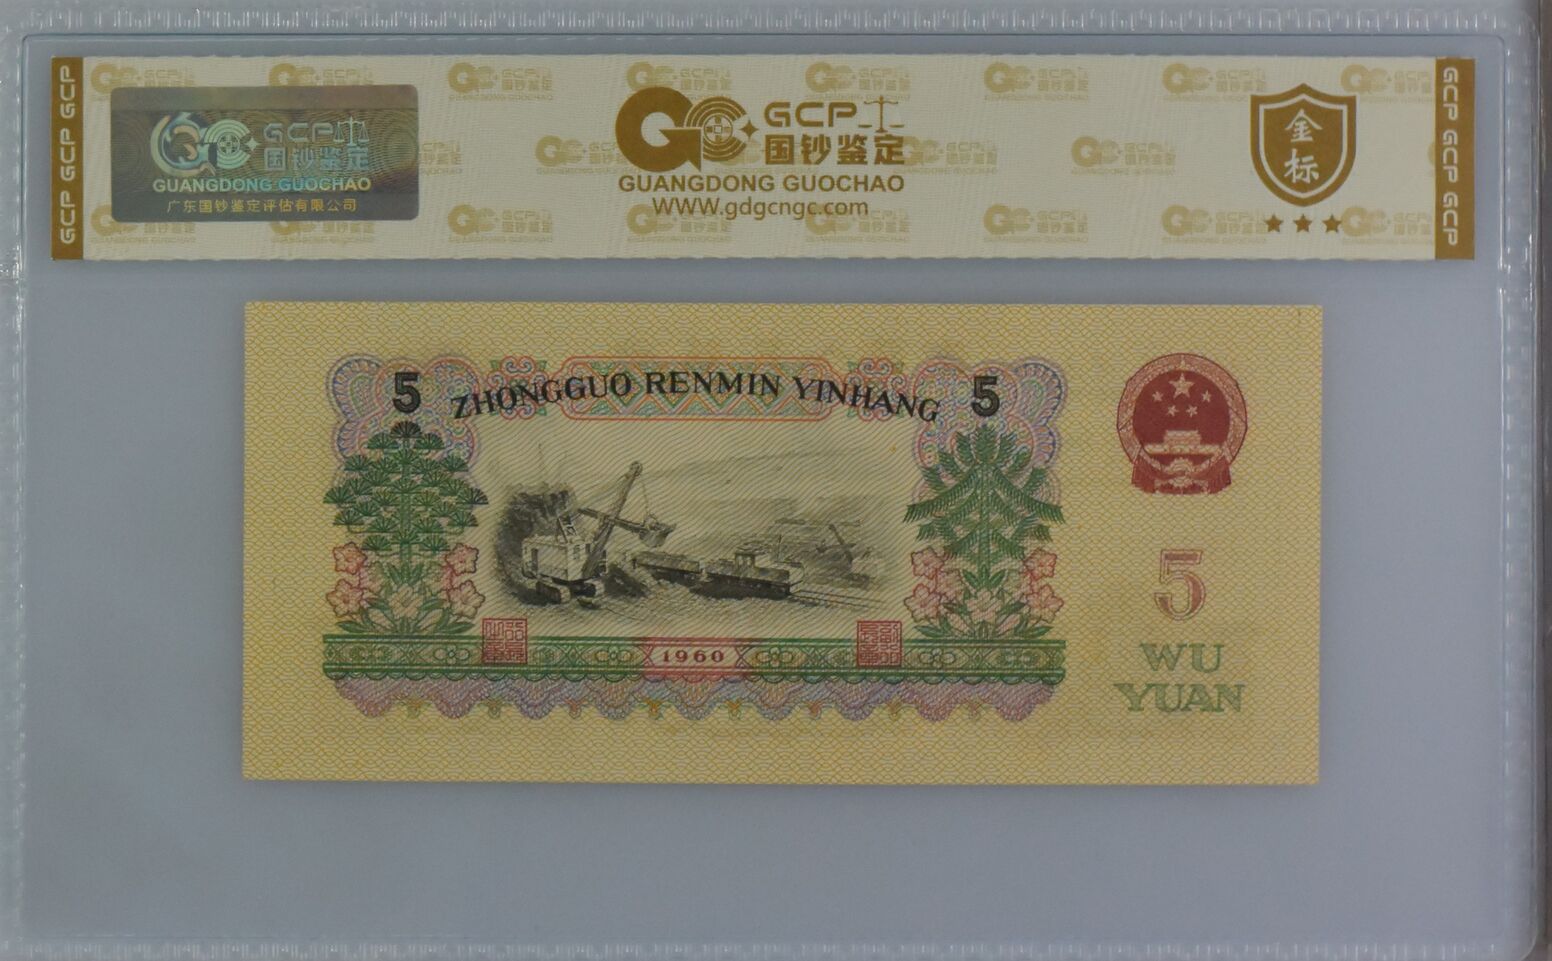 GCP GCP GCP
GCP
国钞鉴定
GUANGDONG GUOCHAO
广东国钞鉴定评估有限公司
GCP
国钞鉴定
GUANGDONG GUOCHAO
WWW.gdgcngc.com
金
标
GCP GCP GCP
5 ZHONGGUO RENMIN YINHANG 5
1960
5
WU
YUAN